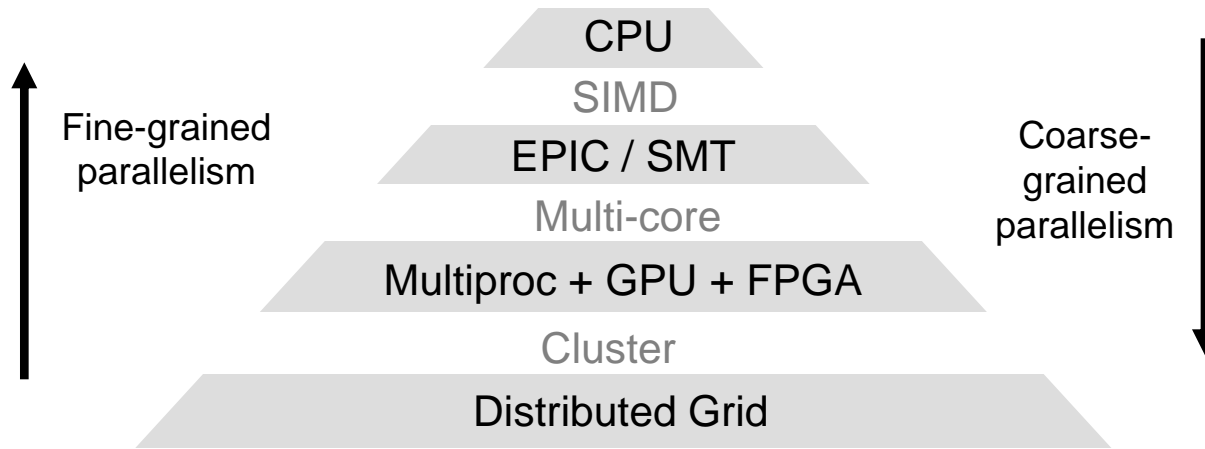 CPU
SIMD
Fine-grained
parallelism
EPIC / SMT
Coarse-
grained
parallelism
Multi-core
Multiproc + GPU + FPGA
Cluster
Distributed Grid